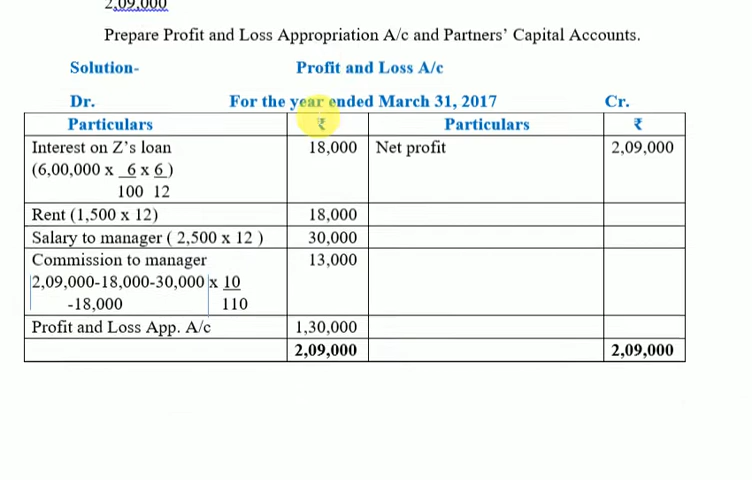 2,09,000
Prepare Profit and Loss Appropriation A/c and Partners' Capital Accounts.
Solution- Profit and Loss A/c
Dr. For the year ended March 31, 2017 Cr.
Particulars ₹ Particulars ₹
Interest on Z's loan 18,000 Net profit 2,09,000
(6,00,000 x 6 x 6 )
100 12
Rent (1,500 x 12) 18,000
Salary to manager ( 2,500 x 12 ) 30,000
Commission to manager 13,000
2,09,000-18,000-30,000 x 10
-18,000 110
Profit and Loss App. A/c 1,30,000
2,09,000 2,09,000